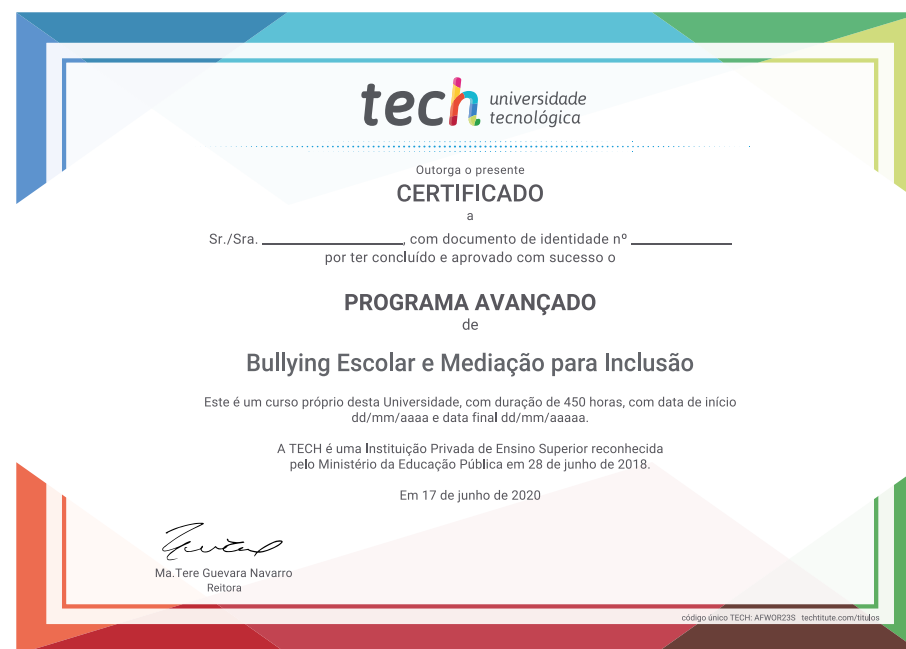 tech universidade
tecnológica
Outorga o presente
CERTIFICADO
a
Sr./Sra. ________________, com documento de identidade nº ____________
por ter concluído e aprovado com sucesso o
PROGRAMA AVANÇADO
de
Bullying Escolar e Mediação para Inclusão
Este é um curso próprio desta Universidade, com duração de 450 horas, com data de início
dd/mm/aaaa e data final dd/mm/aaaaa.
A TECH é uma Instituição Privada de Ensino Superior reconhecida
pelo Ministério da Educação Pública em 28 de junho de 2018.
Em 17 de junho de 2020
Ma.Tere Guevara Navarro
Reitora
código único TECH: AFWOR23S techtitute.com/titulos